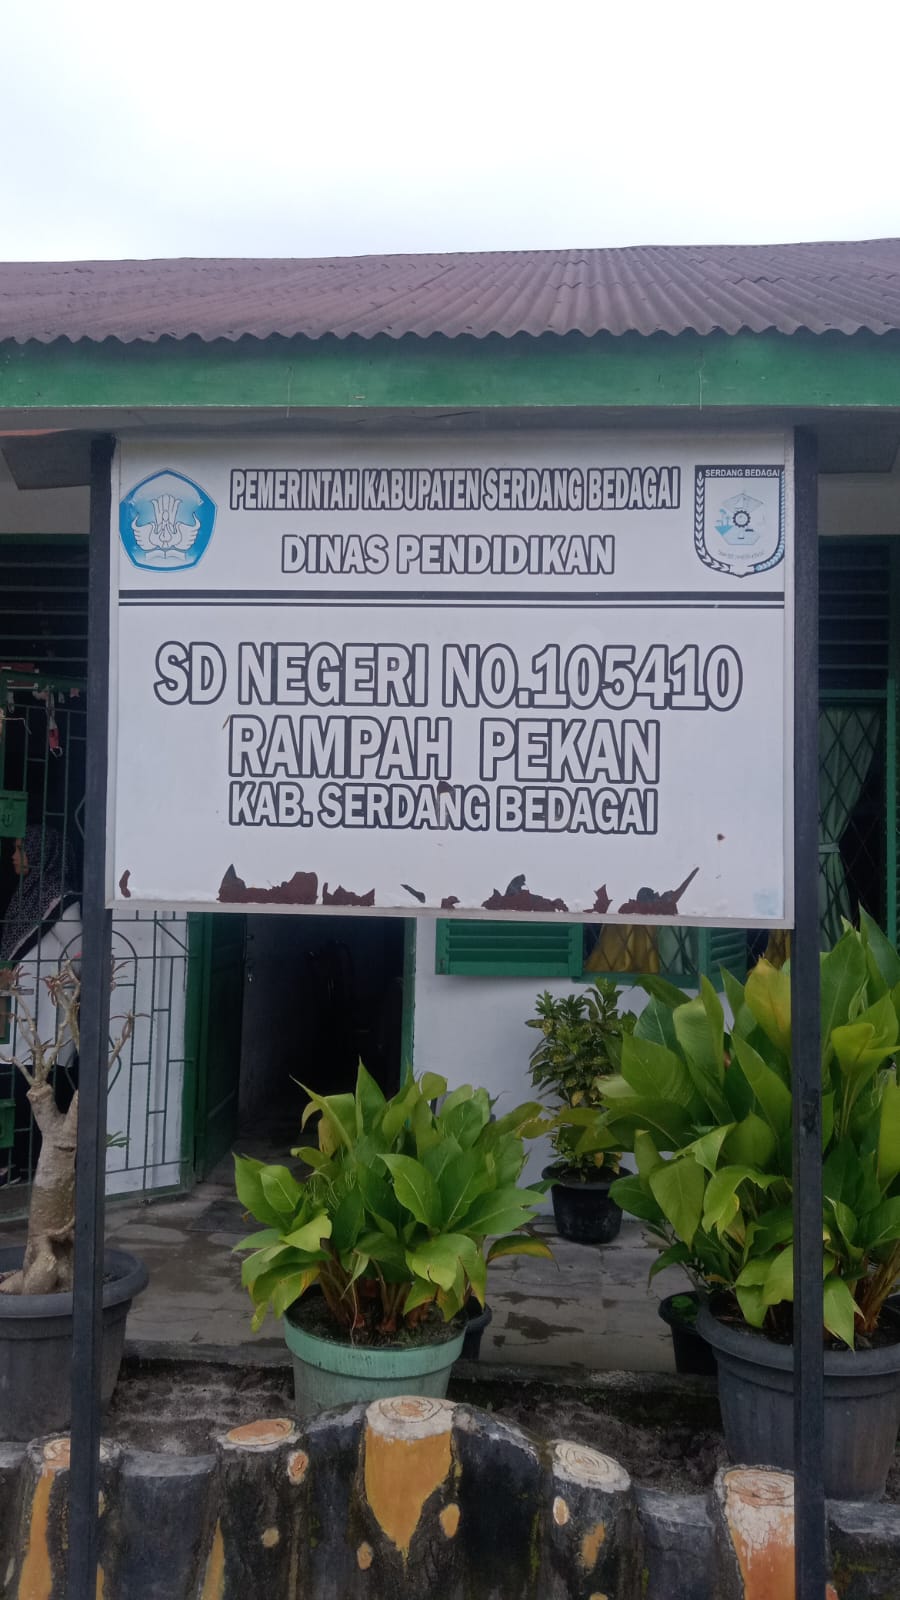 PEMERINTAH KABUPATEN SERDANG BEDAGAI
SERDANG BEDAGAI
DINAS PENDIDIKAN
SD NEGERI NO.105410
RAMPAH PEKAN
KAB. SERDANG BEDAGAI